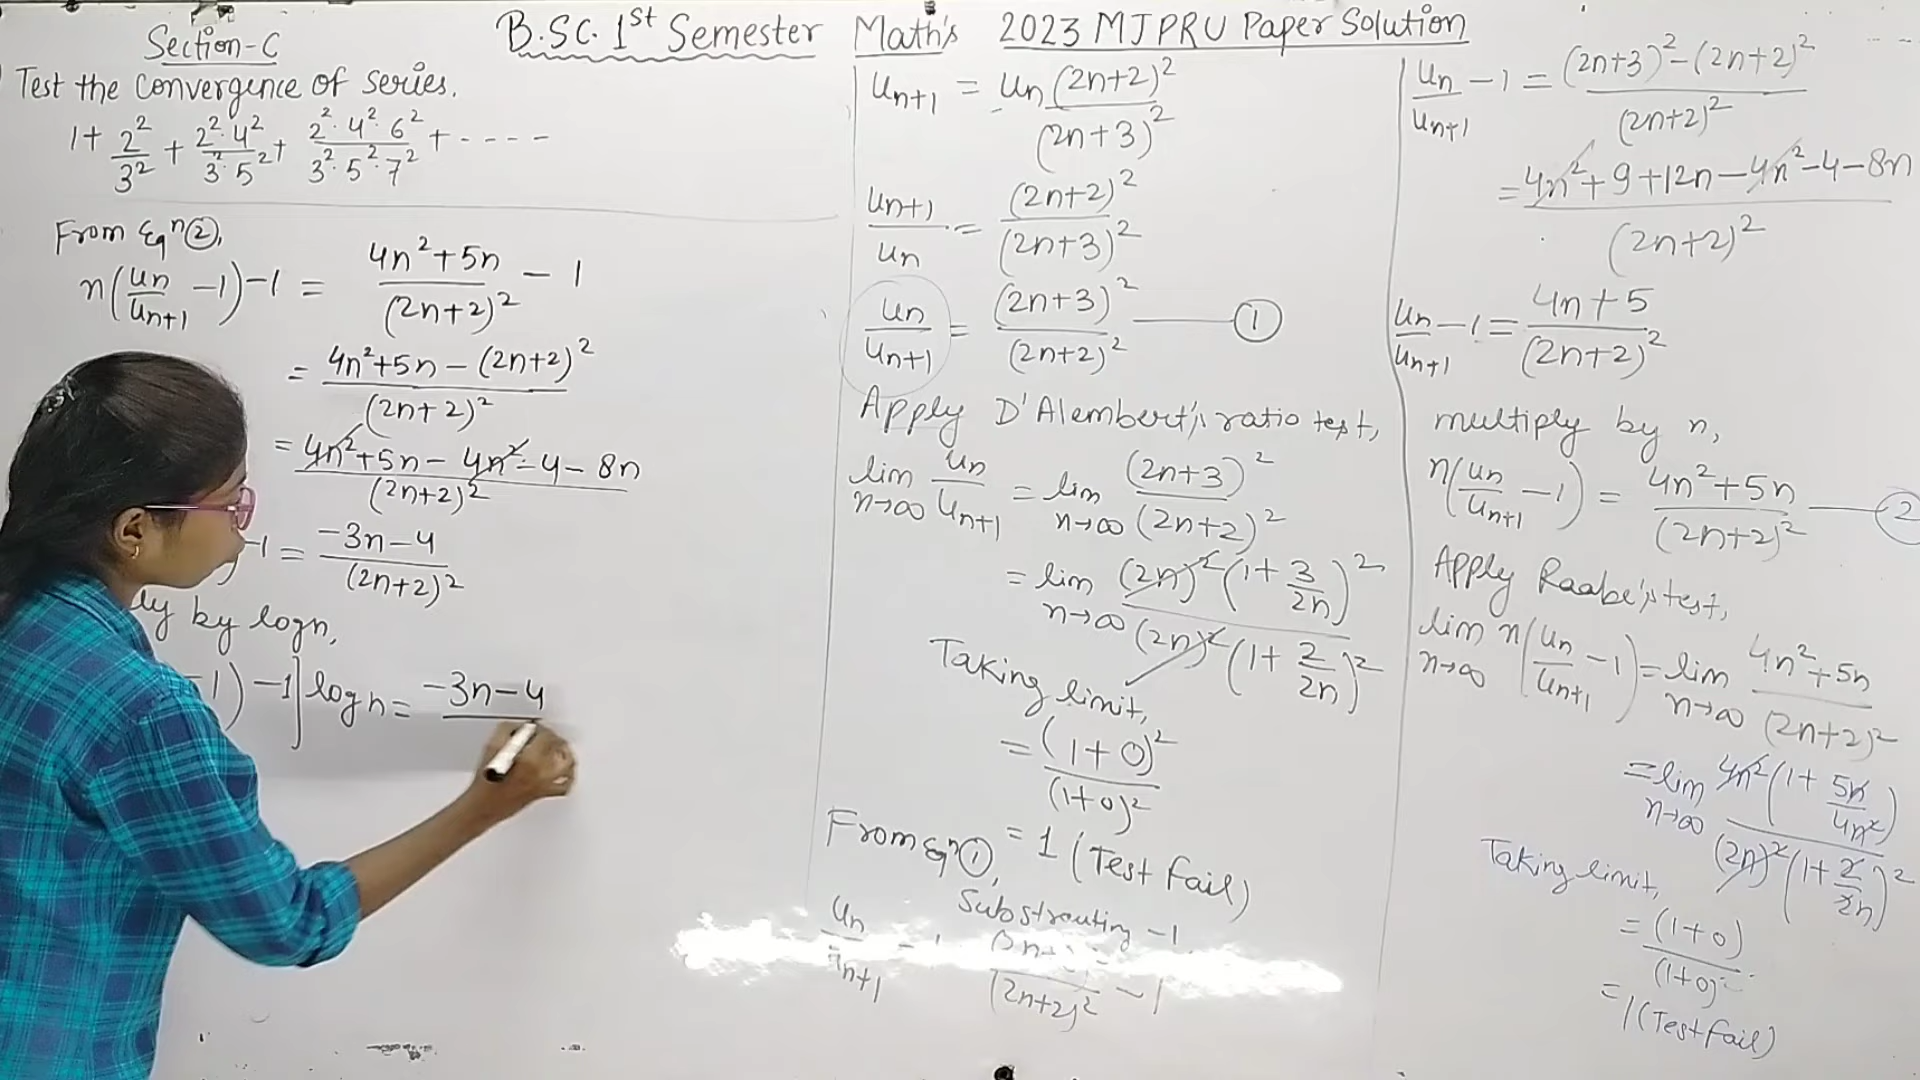 B.SC. 1st Semester Math's 2023 MJPRU Paper Solution
Section-C
Test the convergence of series.
1 + 2²/3² + 2²·4²/3²·5² + 2²·4²·6²/3²·5²·7² + - - - -
From Eqⁿ ②,
n(uₙ/uₙ₊₁ - 1) - 1 = 4n²+5n/(2n+2)² - 1
= 4n²+5n - (2n+2)²/(2n+2)²
= 4n²+5n - 4n² - 4 - 8n/(2n+2)²
) -1 = -3n-4/(2n+2)²
by logn,
-1) -1] log n = -3n-4
uₙ₊₁ = uₙ (2n+2)²/(2n+3)²
uₙ₊₁/uₙ = (2n+2)²/(2n+3)²
uₙ/uₙ₊₁ = (2n+3)²/(2n+2)² —— ①
Apply D'Alembert's ratio test,
lim n→∞ uₙ/uₙ₊₁ = lim n→∞ (2n+3)²/(2n+2)²
= lim n→∞ (2n)²(1+3/2n)²/(2n)²(1+2/2n)²
Taking limit,
= (1+0)²/(1+0)²
= 1 (Test fail)
From Eqⁿ ①,
Substrauting -1
uₙ/uₙ₊₁ - 1 /(2n+2)² - 1
uₙ/uₙ₊₁ - 1 = (2n+3)² - (2n+2)²/(2n+2)²
= 4n²+9+12n-4n²-4-8n/(2n+2)²
uₙ/uₙ₊₁ - 1 = 4n+5/(2n+2)²
multiply by n,
n(uₙ/uₙ₊₁ - 1) = 4n²+5n/(2n+2)² —— ②
Apply Raabe's test,
lim n→∞ n(uₙ/uₙ₊₁ - 1) = lim n→∞ 4n²+5n/(2n+2)²
= lim n→∞ 4n²(1+5n/4n²)/(2n)²(1+2/2n)²
Taking limit,
= (1+0)/(1+0)²
= 1 (Test fail)